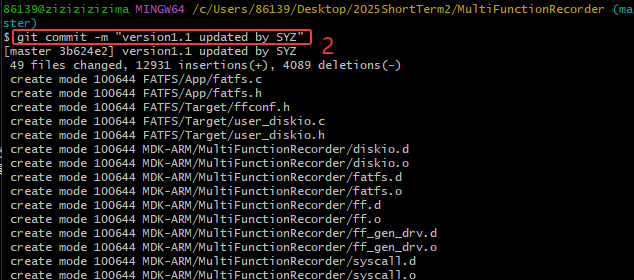 86139@zizizizizima MINGW64 /c/Users/86139/Desktop/2025ShortTerm2/MultiFunctionRecorder (ma
ster)
$ git commit -m "version1.1 updated by SYZ"
2
[master 3b624e2] version1.1 updated by SYZ
 49 files changed, 12931 insertions(+), 4089 deletions(-)
 create mode 100644 FATFS/App/fatfs.c
 create mode 100644 FATFS/App/fatfs.h
 create mode 100644 FATFS/Target/ffconf.h
 create mode 100644 FATFS/Target/user_diskio.c
 create mode 100644 FATFS/Target/user_diskio.h
 create mode 100644 MDK-ARM/MultiFunctionRecorder/diskio.d
 create mode 100644 MDK-ARM/MultiFunctionRecorder/diskio.o
 create mode 100644 MDK-ARM/MultiFunctionRecorder/fatfs.d
 create mode 100644 MDK-ARM/MultiFunctionRecorder/fatfs.o
 create mode 100644 MDK-ARM/MultiFunctionRecorder/ff.d
 create mode 100644 MDK-ARM/MultiFunctionRecorder/ff.o
 create mode 100644 MDK-ARM/MultiFunctionRecorder/ff_gen_drv.d
 create mode 100644 MDK-ARM/MultiFunctionRecorder/ff_gen_drv.o
 create mode 100644 MDK-ARM/MultiFunctionRecorder/syscall.d
 create mode 100644 MDK-ARM/MultiFunctionRecorder/syscall.o